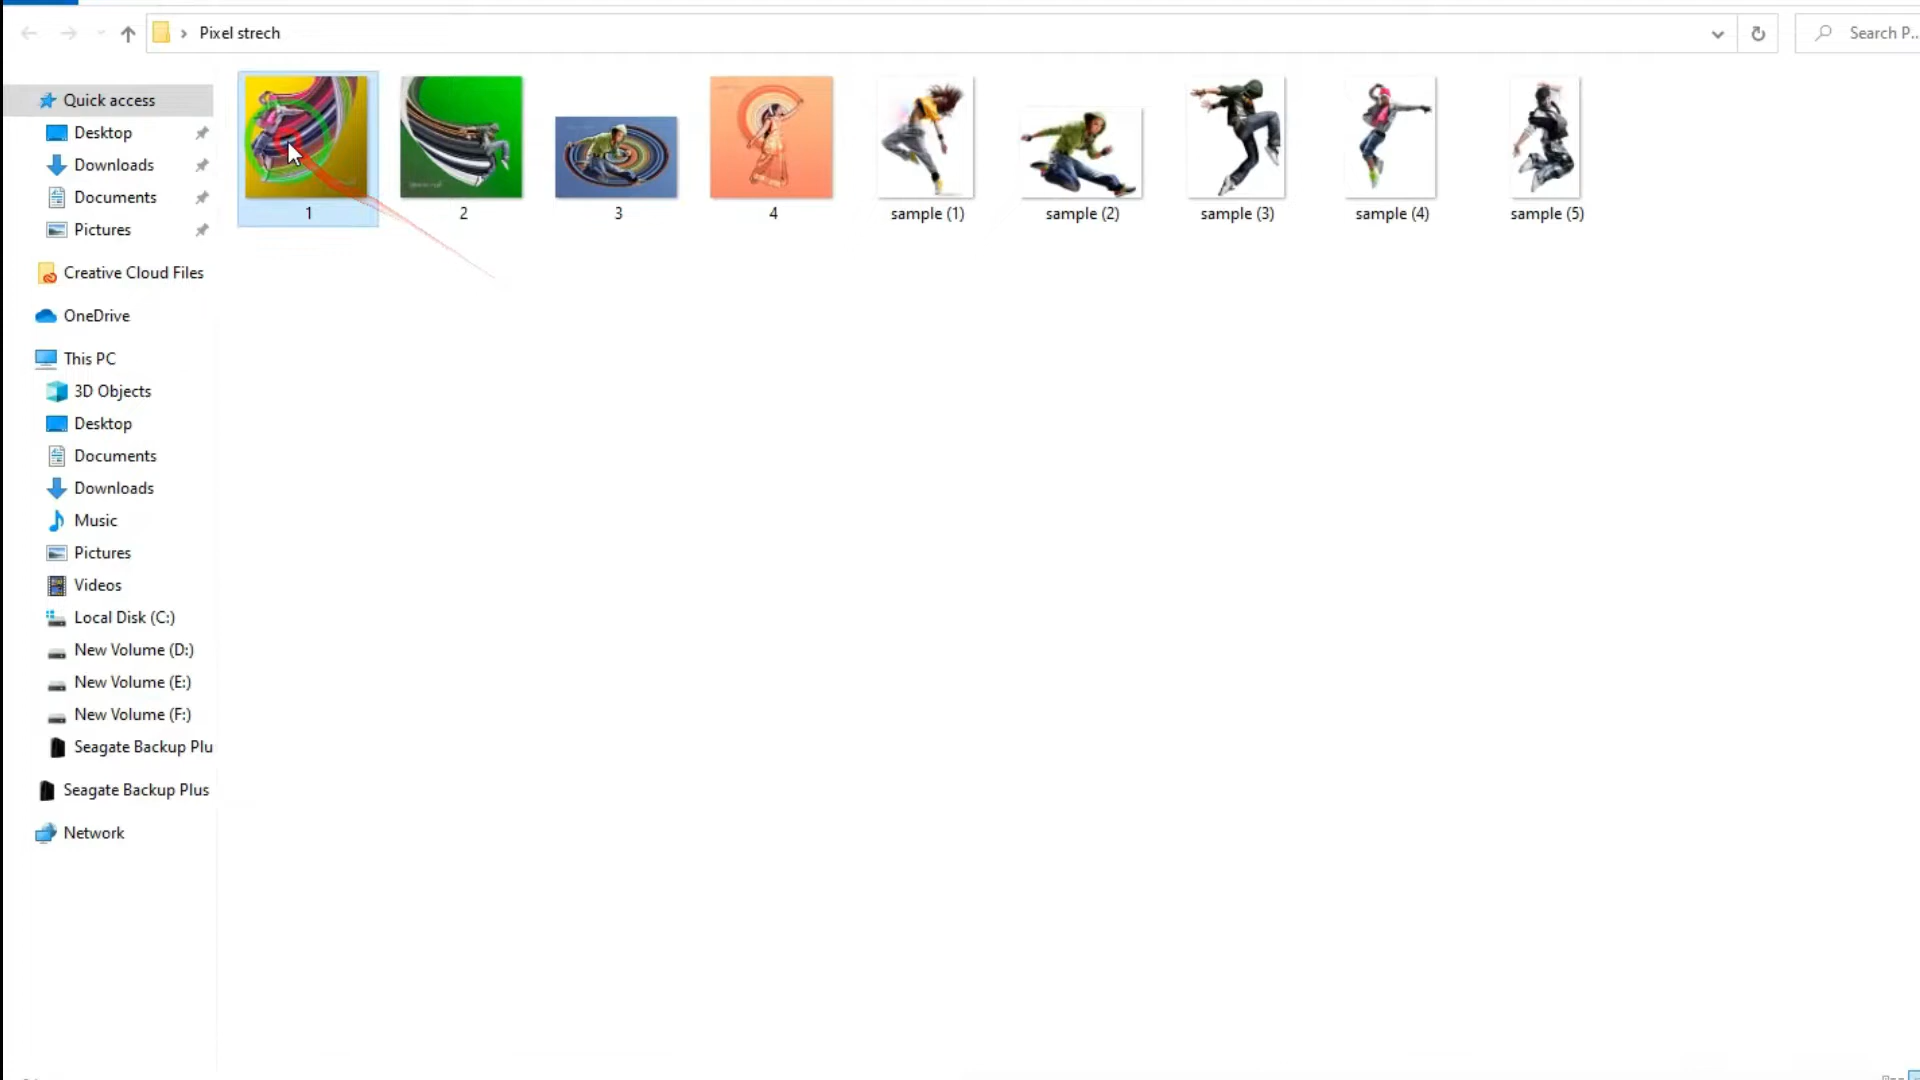 Pixel strech
Search P...
Quick access
Desktop
Downloads
Documents
Pictures
Creative Cloud Files
OneDrive
This PC
3D Objects
Desktop
Documents
Downloads
Music
Pictures
Videos
Local Disk (C:)
New Volume (D:)
New Volume (E:)
New Volume (F:)
Seagate Backup Plu
Seagate Backup Plus
Network
1
2
3
4
sample (1)
sample (2)
sample (3)
sample (4)
sample (5)